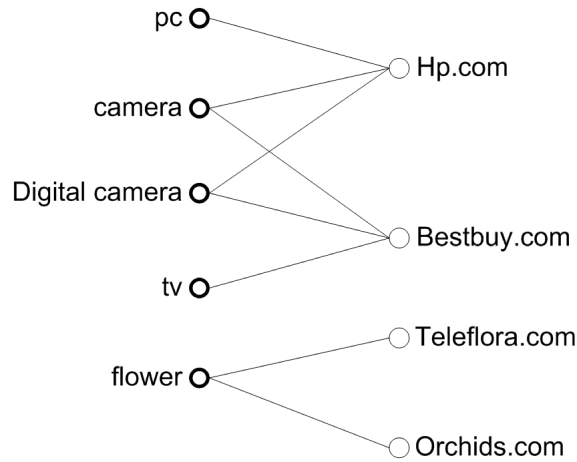 pc
Hp.com
camera
Digital camera
Bestbuy.com
tv
Teleflora.com
flower
Orchids.com